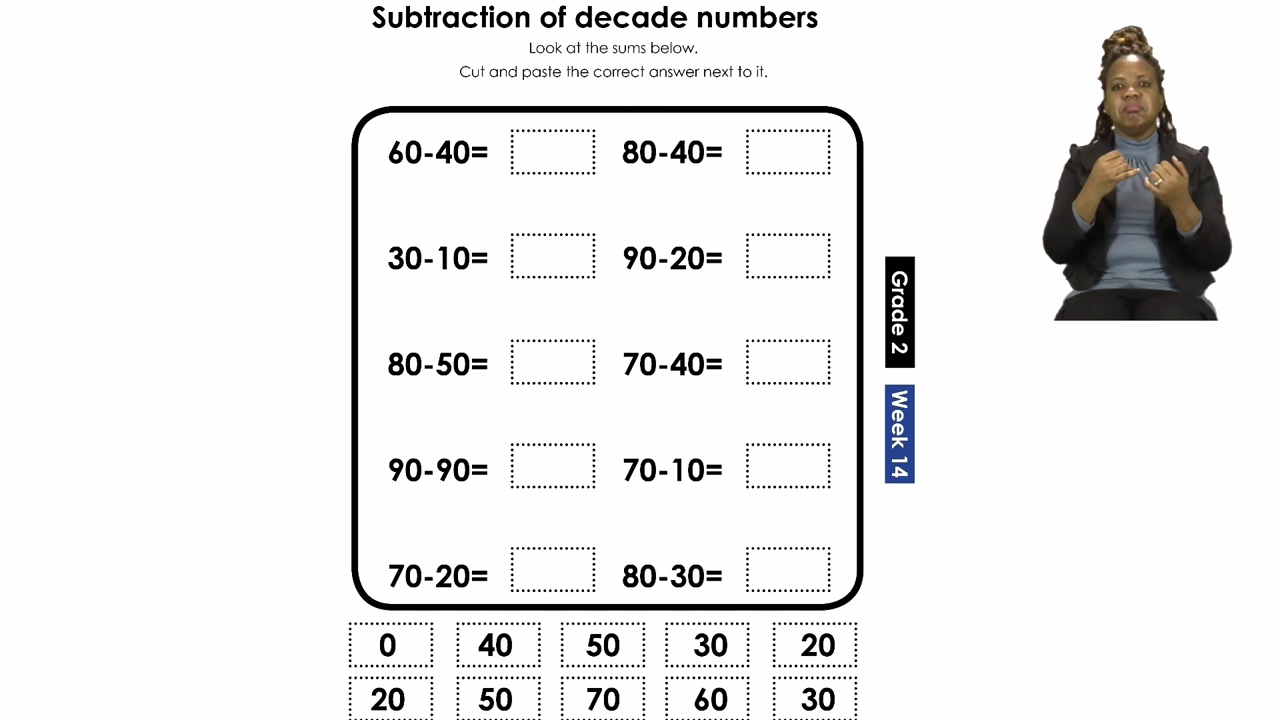 Subtraction of decade numbers
Look at the sums below.
Cut and paste the correct answer next to it.
60-40= 80-40=
30-10= 90-20=
80-50= 70-40=
90-90= 70-10=
70-20= 80-30=
Grade 2
Week 14
0 40 50 30 20
20 50 70 60 30